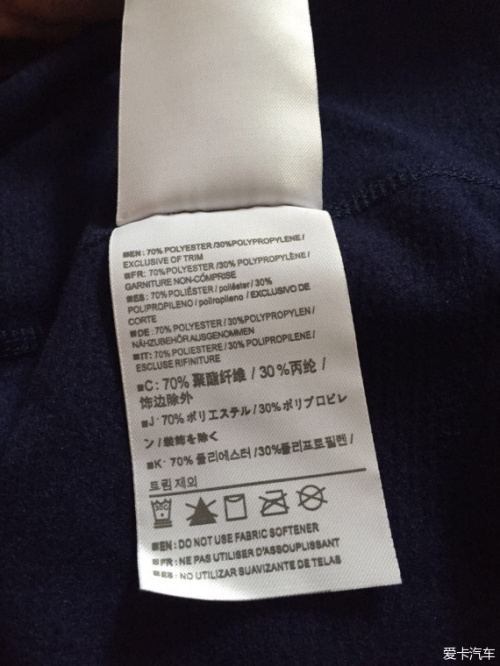 ■EN: 70% POLYESTER /30%POLYPROPYLENE/
EXCLUSIVE OF TRIM
■FR: 70%POLYESTER /30% POLYPROPYLÈNE/
GARNITURE NON-COMPRISE
■ES: 70% POLIÉSTER / poliéster / 30%
POLIPROPILENO / poliropileno / EXCLUSIVO DE
CORTE
■DE : 70% POLYESTER / 30%POLYPROPYLEN /
NÄHZUBEHÖR AUSGENOMMEN
■IT: 70% POLIESTERE / 30% POLIPROPILENE/
ESCLUSE RIFINITURE
■C: 70% 聚酯纤维 / 30%丙纶 /
饰边除外
■J : 70% ポリエステル / 30% ポリプロピレ
ン / 装飾を除く
■K : 70% 폴리에스터 /30%폴리프로필렌 /
트림 제외
30C
■EN : DO NOT USE FABRIC SOFTENER
■FR : NE PAS UTILISER D'ASSOUPLISSANT
■ES : NO UTILIZAR SUAVIZANTE DE TELAS
爱卡汽车